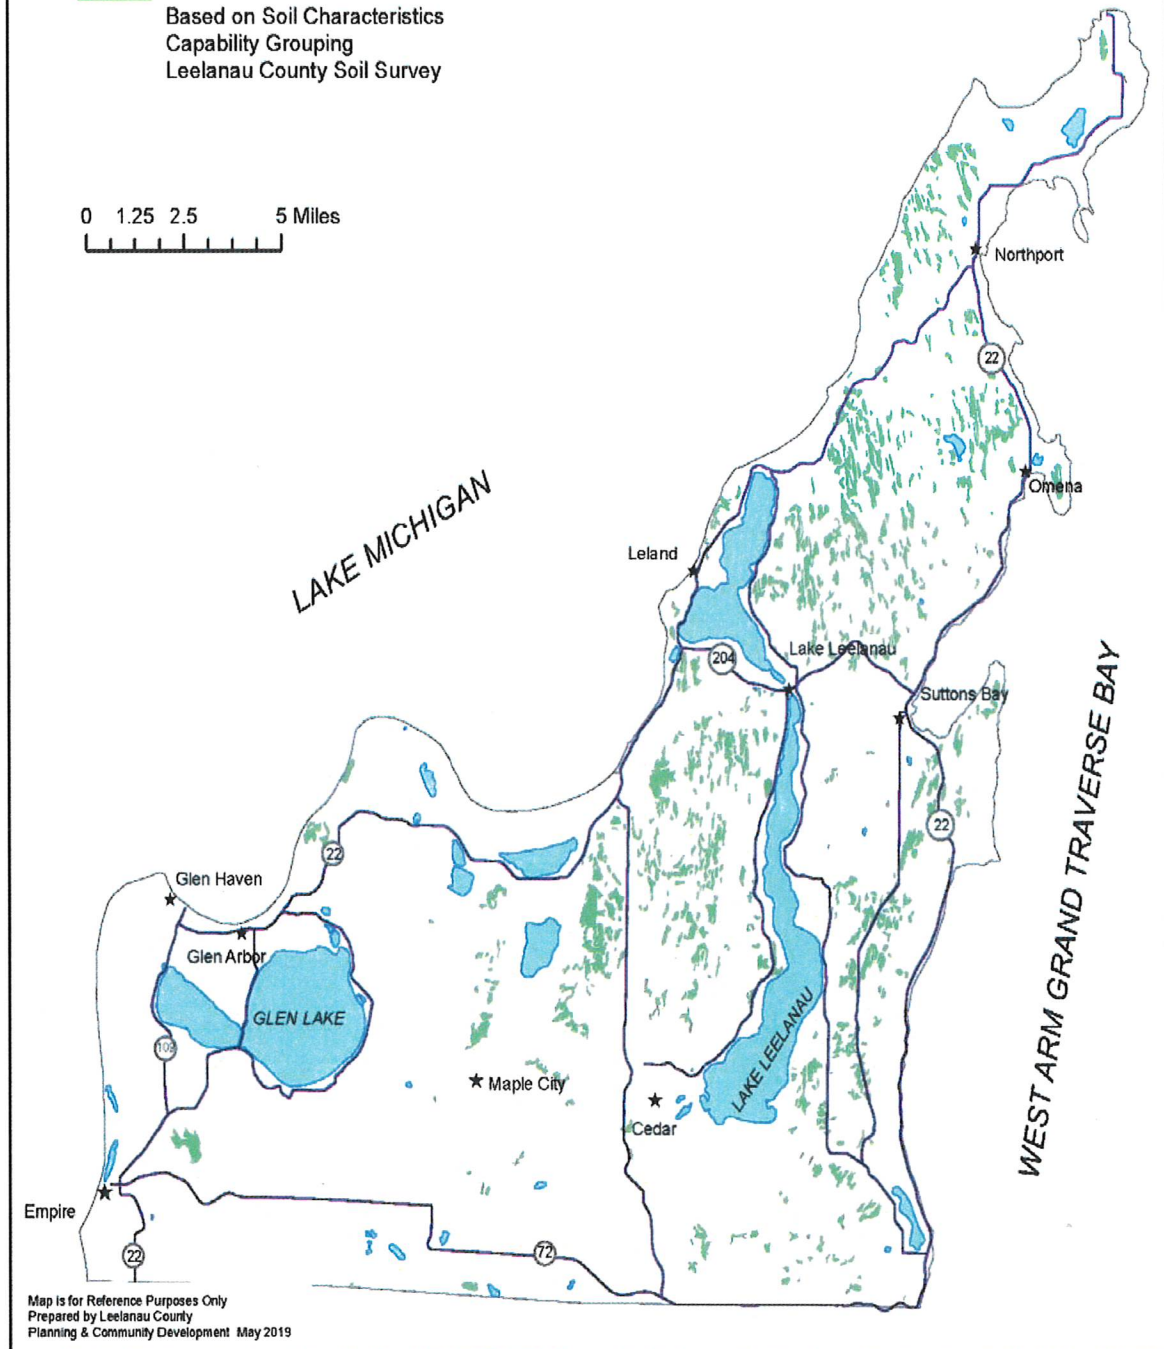 Based on Soil Characteristics
Capability Grouping
Leelanau County Soil Survey
0 1.25 2.5 5 Miles
Northport
22
LAKE MICHIGAN
Omena
Leland
204
Lake Leelanau
Suttons Bay
WEST ARM GRAND TRAVERSE BAY
22
22
Glen Haven
Glen Arbor
GLEN LAKE
LAKE LEELANAU
109
Maple City
Cedar
Empire
22
72
Map is for Reference Purposes Only
Prepared by Leelanau County
Planning & Community Development May 2019